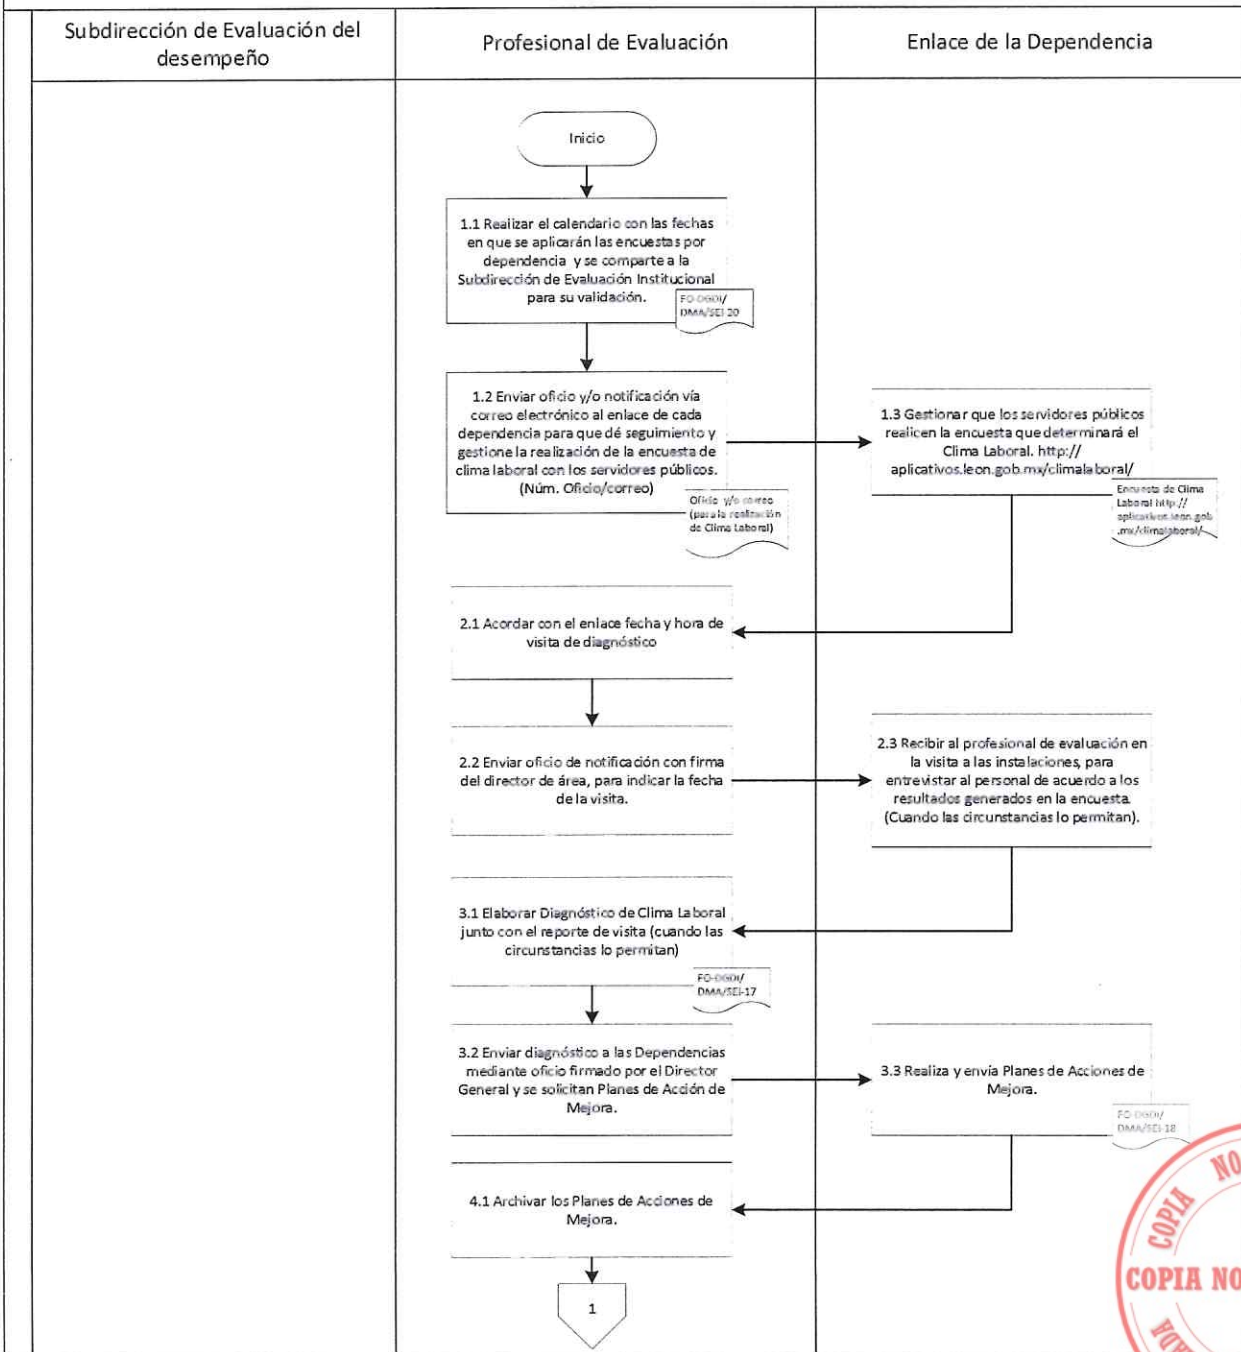 Subdirección de Evaluación del
desempeño
Profesional de Evaluación
Enlace de la Dependencia
Inicio
1.1 Realizar el calendario con las fechas
en que se aplicarán las encuestas por
dependencia y se comparte a la
Subdirección de Evaluación Institucional
para su validación.
FO-DGDI/
DMA/SEI-20
1.2 Enviar oficio y/o notificación vía
correo electrónico al enlace de cada
dependencia para que dé seguimiento y
gestione la realización de la encuesta de
clima laboral con los servidores públicos.
(Núm. Oficio/correo)
Oficio y/o correo
(para la realización
de Clima Laboral)
1.3 Gestionar que los servidores públicos
realicen la encuesta que determinará el
Clima Laboral. http://
aplicativos.leon.gob.mx/climalaboral/
Encuesta de Clima
Laboral http://
aplicativos.leon.gob
.mx/climalaboral/
2.1 Acordar con el enlace fecha y hora de
visita de diagnóstico
2.2 Enviar oficio de notificación con firma
del director de área, para indicar la fecha
de la visita.
2.3 Recibir al profesional de evaluación en
la visita a las instalaciones, para
entrevistar al personal de acuerdo a los
resultados generados en la encuesta.
(Cuando las circunstancias lo permitan).
3.1 Elaborar Diagnóstico de Clima Laboral
junto con el reporte de visita (cuando las
circunstancias lo permitan)
FO-DGDI/
DMA/SEI-17
3.2 Enviar diagnóstico a las Dependencias
mediante oficio firmado por el Director
General y se solicitan Planes de Acción de
Mejora.
3.3 Realiza y envía Planes de Acciones de
Mejora.
FO-DGDI/
DMA/SEI-18
4.1 Archivar los Planes de Acciones de
Mejora.
1
COPIA NO
COPIA NO